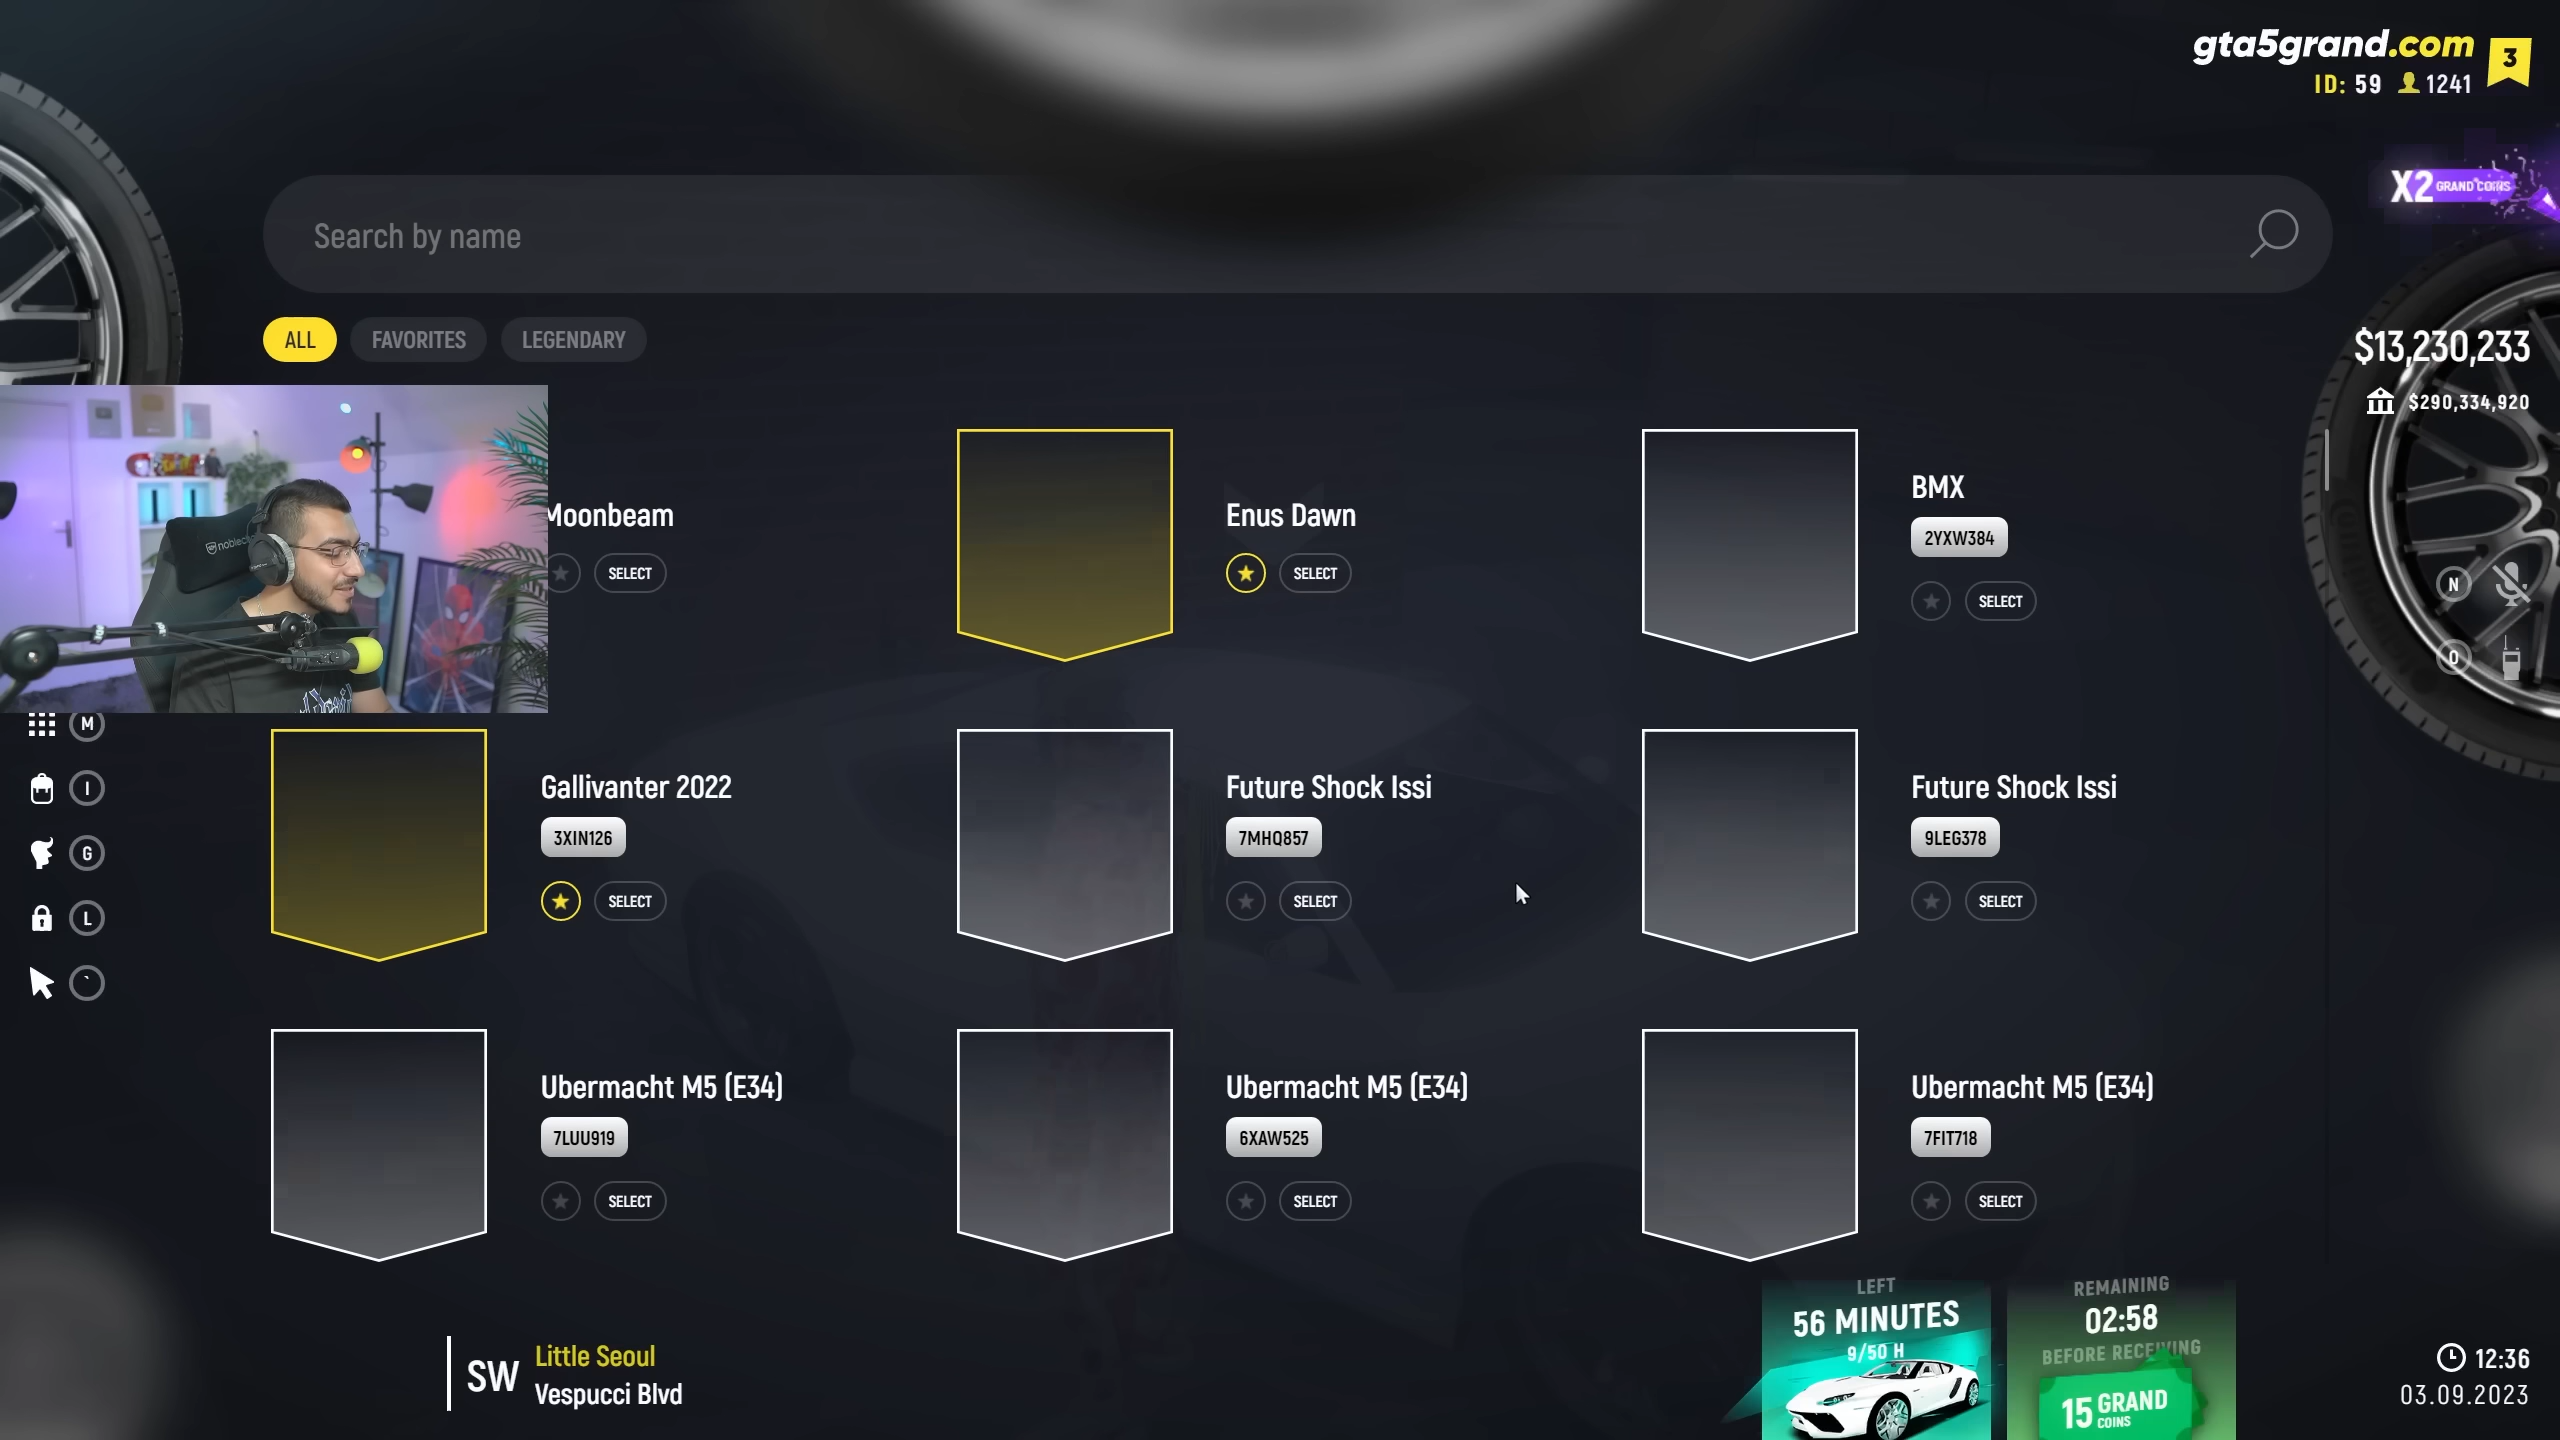 gta5grand.com
3
ID: 59 1241
X2 GRAND COINS
Search by name
ALL
FAVORITES
LEGENDARY
$13,230,233
$290,334,920
Moonbeam
SELECT
Enus Dawn
SELECT
BMX
2YXW384
SELECT
N
O
M
I
G
L
`
Gallivanter 2022
3XIN126
SELECT
Future Shock Issi
7MHQ857
SELECT
Future Shock Issi
9LEG378
SELECT
Ubermacht M5 (E34)
7LUU919
SELECT
Ubermacht M5 (E34)
6XAW525
SELECT
Ubermacht M5 (E34)
7FIT718
SELECT
SW
Little Seoul
Vespucci Blvd
LEFT
56 MINUTES
9/50 H
REMAINING
02:58
BEFORE RECEIVING
15 GRAND
COINS
12:36
03.09.2023